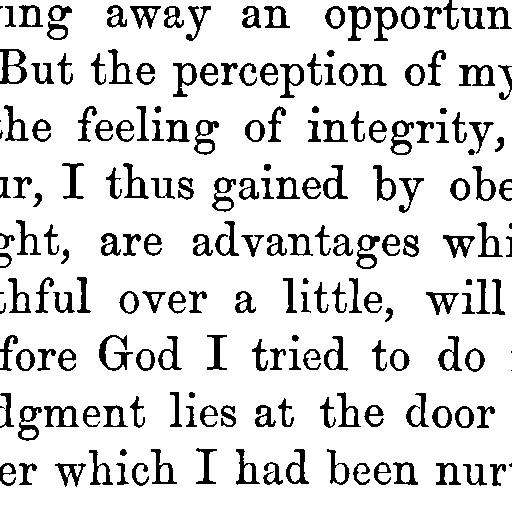 ing away an opportun
But the perception of my
the feeling of integrity,
ur, I thus gained by obe
ght, are advantages whi
thful over a little, will
fore God I tried to do
dgment lies at the door
er which I had been nur